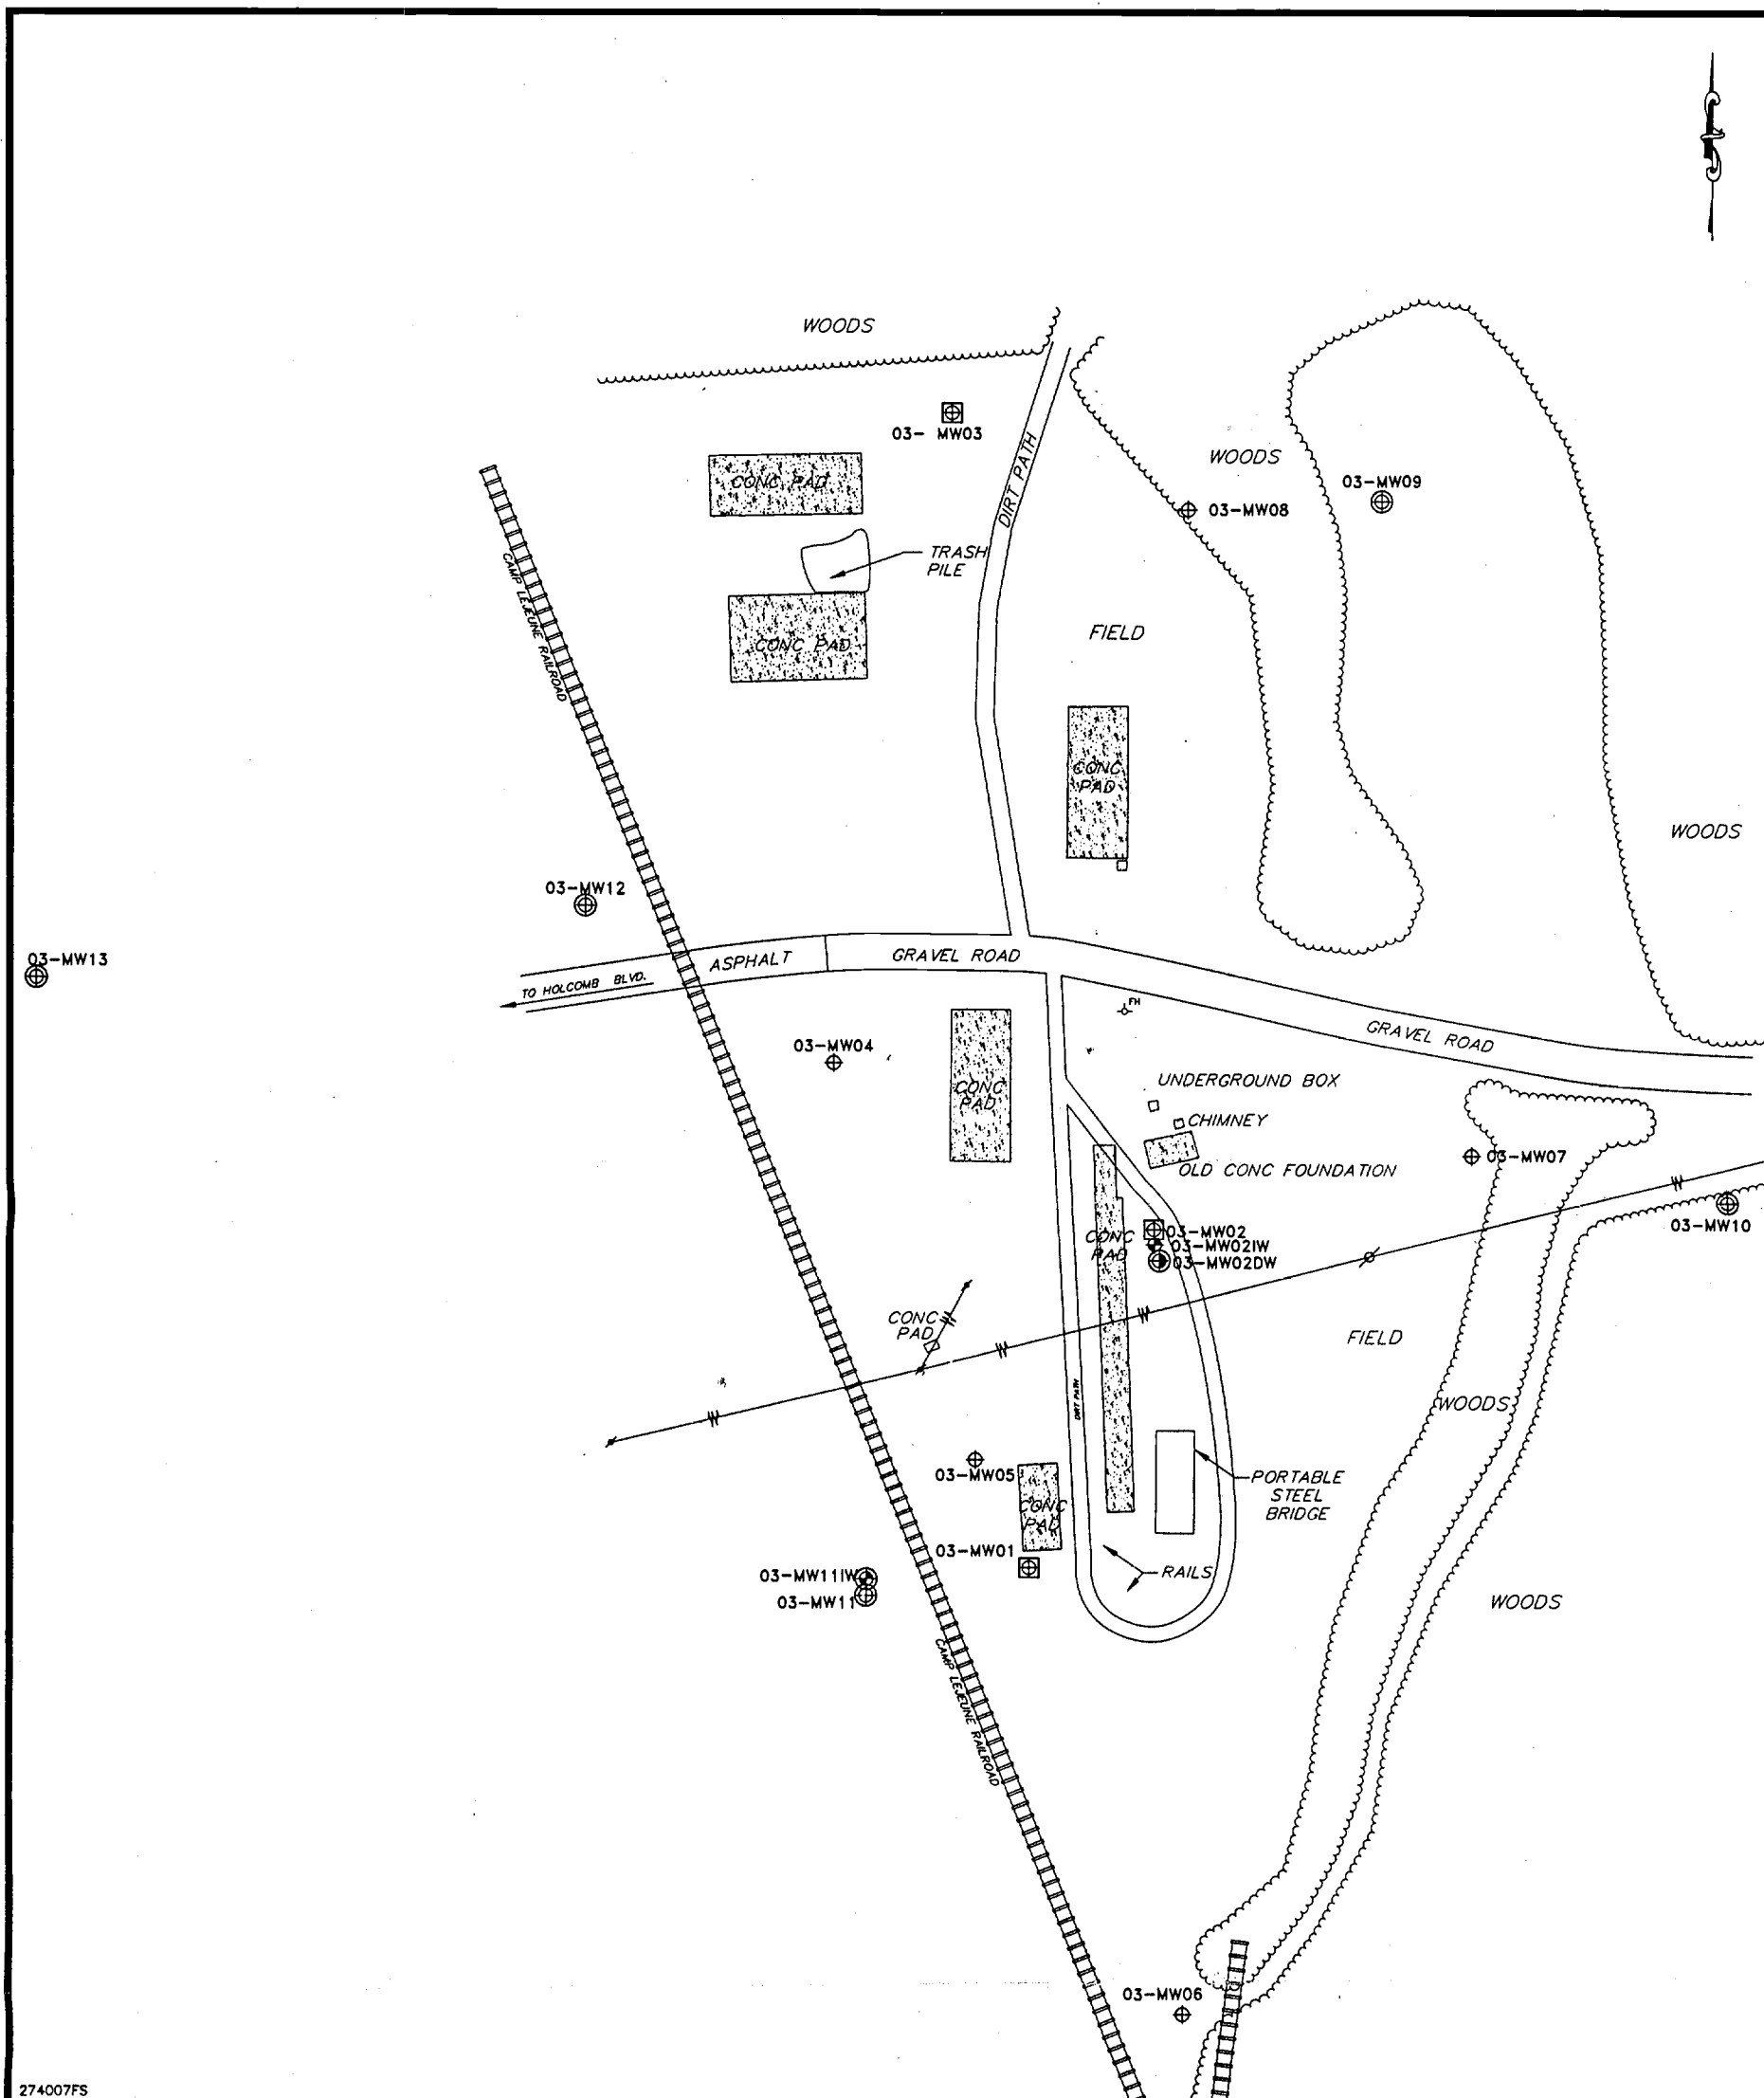 WOODS
03- MW03
DIRT PATH
WOODS
CONC PAD
03-MW09
03-MW08
TRASH
PILE
CAMP LEJEUNE RAILROAD
CONC PAD
FIELD
CONC
PAD
WOODS
03-MW12
03-MW13
ASPHALT
GRAVEL ROAD
TO HOLCOMB BLVD.
FH
GRAVEL ROAD
03-MW04
UNDERGROUND BOX
CONC
PAD
CHIMNEY
03-MW07
OLD CONC FOUNDATION
03-MW10
CONC
PAD
03-MW02
03-MW02IW
03-MW02DW
CONC
PAD
FIELD
DIRT PATH
WOODS
03-MW05
PORTABLE
STEEL
BRIDGE
CONC
PAD
03-MW01
RAILS
03-MW11IW
03-MW11
WOODS
CAMP LEJEUNE RAILROAD
03-MW06
274007FS